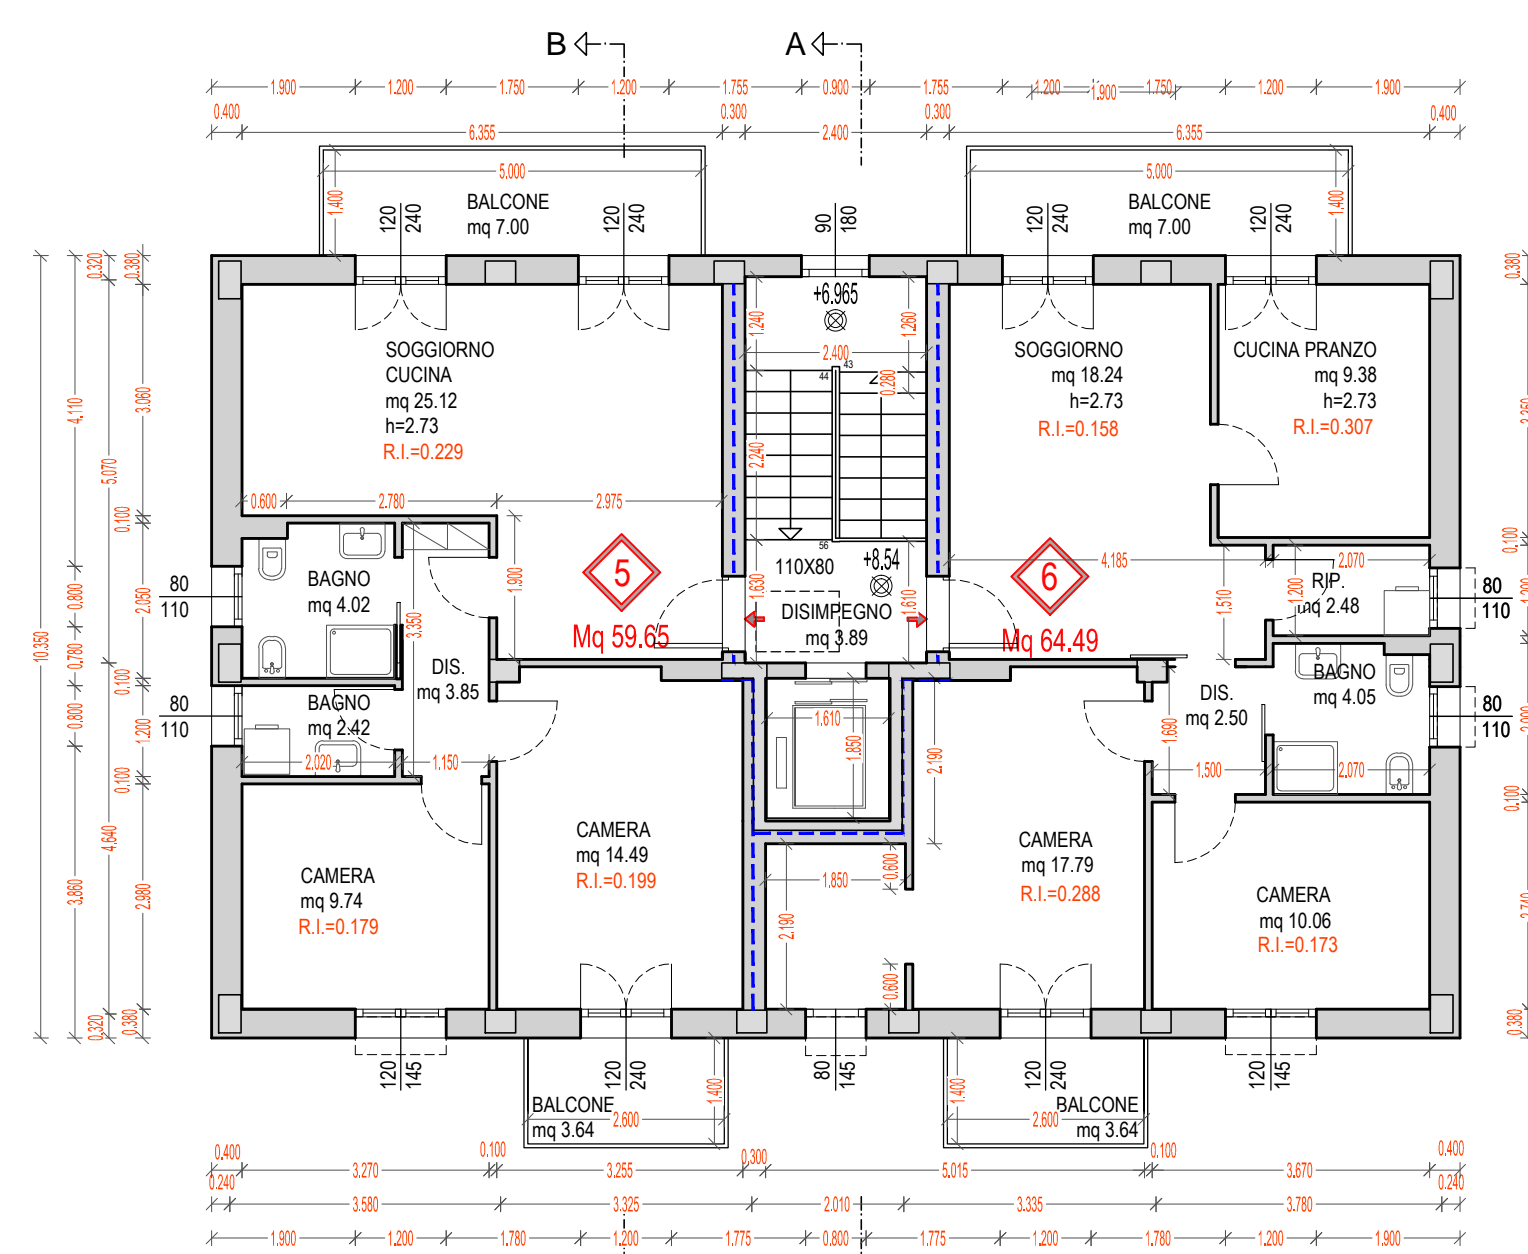 B A
1.900 1.200 1.750 1.200 1.755 0.900 1.755 1.200 1.900 1.750 1.200 1.900
0.400 6.355 0.300 2.400 0.300 6.355 0.400
5.000 5.000
1.400 BALCONE 120 240 120 240 90 180 120 240 BALCONE 120 240 1.400
mq 7.00 mq 7.00
0.320 0.380 0.380
+6.965
1.240 1.260
2.400
SOGGIORNO SOGGIORNO CUCINA PRANZO
CUCINA mq 18.24 mq 9.38
mq 25.12 h=2.73 h=2.73
h=2.73 R.I.=0.158 R.I.=0.307
R.I.=0.229
43
44
0.280
4.110 3.060
5.070
2.240
0.600 2.780 2.975
0.100 0.100
56
110X80 +8.54
5 6
4.185 2.070
BAGNO
mq 4.02
80
110
0.800 2.050
1.900 3.350 1.630 1.610 1.510 1.200
RIP.
mq 2.48
80
110
DISIMPEGNO
mq 3.89
Mq 59.65 Mq 64.49
10.350
0.780
0.100
DIS.
mq 3.85
BAGNO
mq 4.05
DIS.
mq 2.50
BAGNO
mq 2.42
80
110
80
110
0.800 1.200
1.610 1.850 2.190 1.690
2.020 1.150 1.500 2.070
0.100 0.100
4.640
CAMERA
mq 14.49
R.I.=0.199
CAMERA
mq 17.79
R.I.=0.288
CAMERA
mq 9.74
R.I.=0.179
CAMERA
mq 10.06
R.I.=0.173
3.860 2.980
0.600
1.850
2.190
0.600
0.320 0.380 0.380
120 145 120 240 80 145 120 240 120 145
1.400 1.400
BALCONE BALCONE
2.600 2.600
mq 3.64 mq 3.64
0.400 3.270 0.100 3.255 0.300 5.015 0.100 3.670 0.400
0.240 3.580 3.325 2.010 3.335 3.780 0.240
1.900 1.200 1.780 1.200 1.775 0.800 1.775 1.200 1.780 1.200 1.900